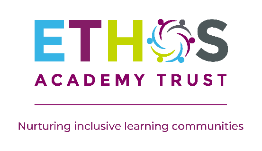 ETHOS
ACADEMY TRUST
Nurturing inclusive learning communities